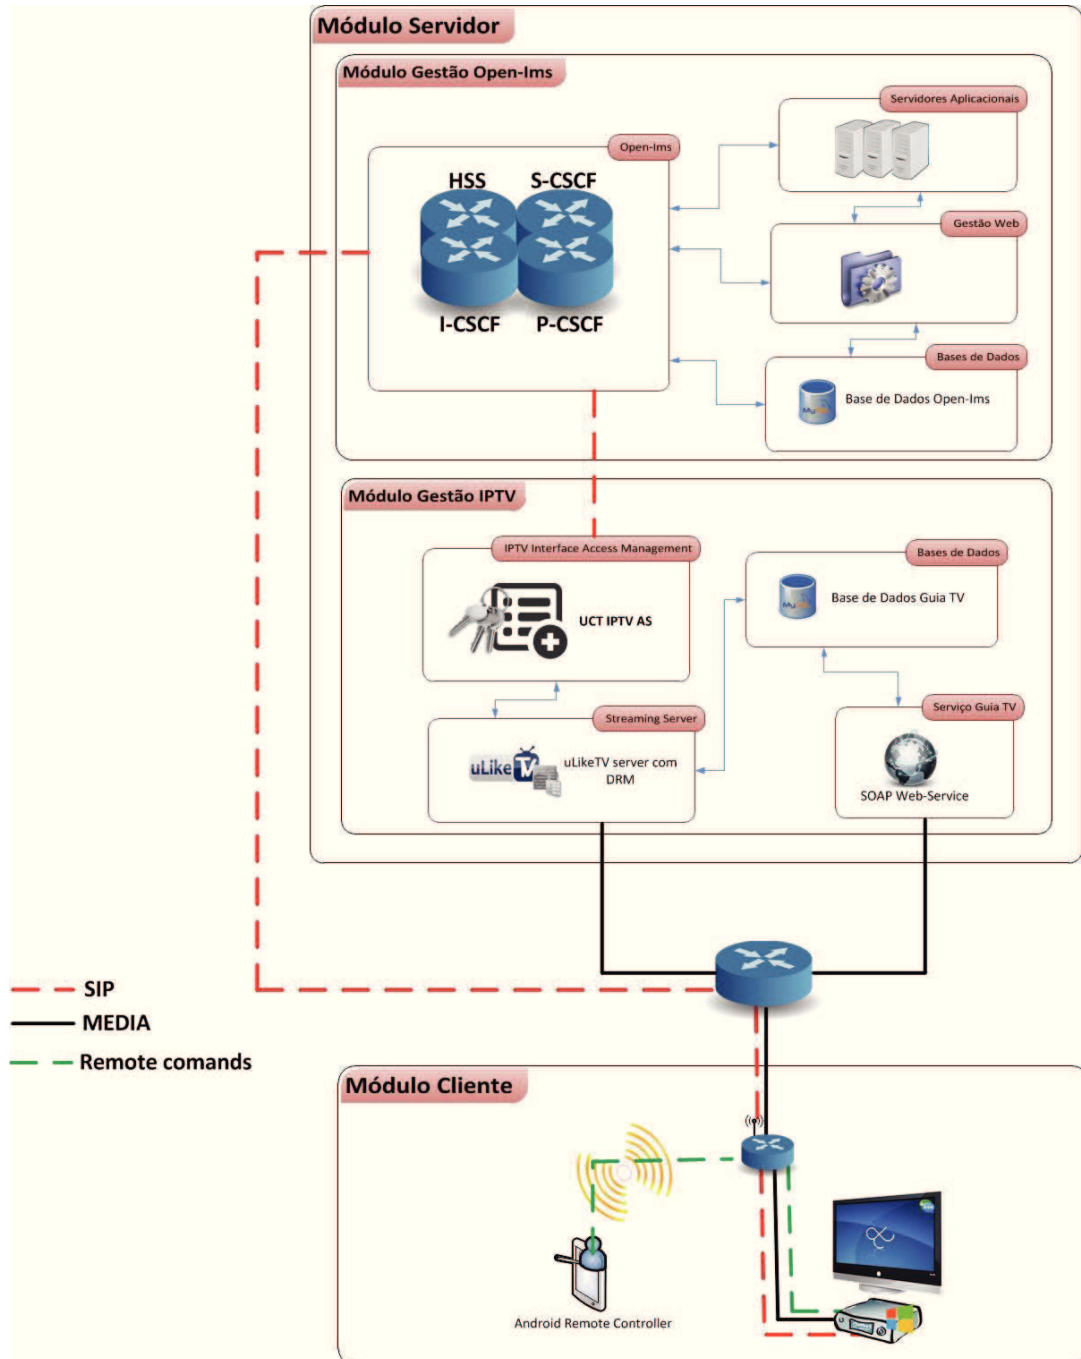 Módulo Servidor
Módulo Gestão Open-Ims
Servidores Aplicacionais
Open-Ims
HSS
S-CSCF
I-CSCF
P-CSCF
Gestão Web
Bases de Dados
Base de Dados Open-Ims
Módulo Gestão IPTV
IPTV Interface Access Management
UCT IPTV AS
Bases de Dados
Base de Dados Guia TV
Streaming Server
uLike TV
uLikeTV server com
DRM
Serviço Guia TV
SOAP Web-Service
SIP
MEDIA
Remote comands
Módulo Cliente
Android Remote Controller